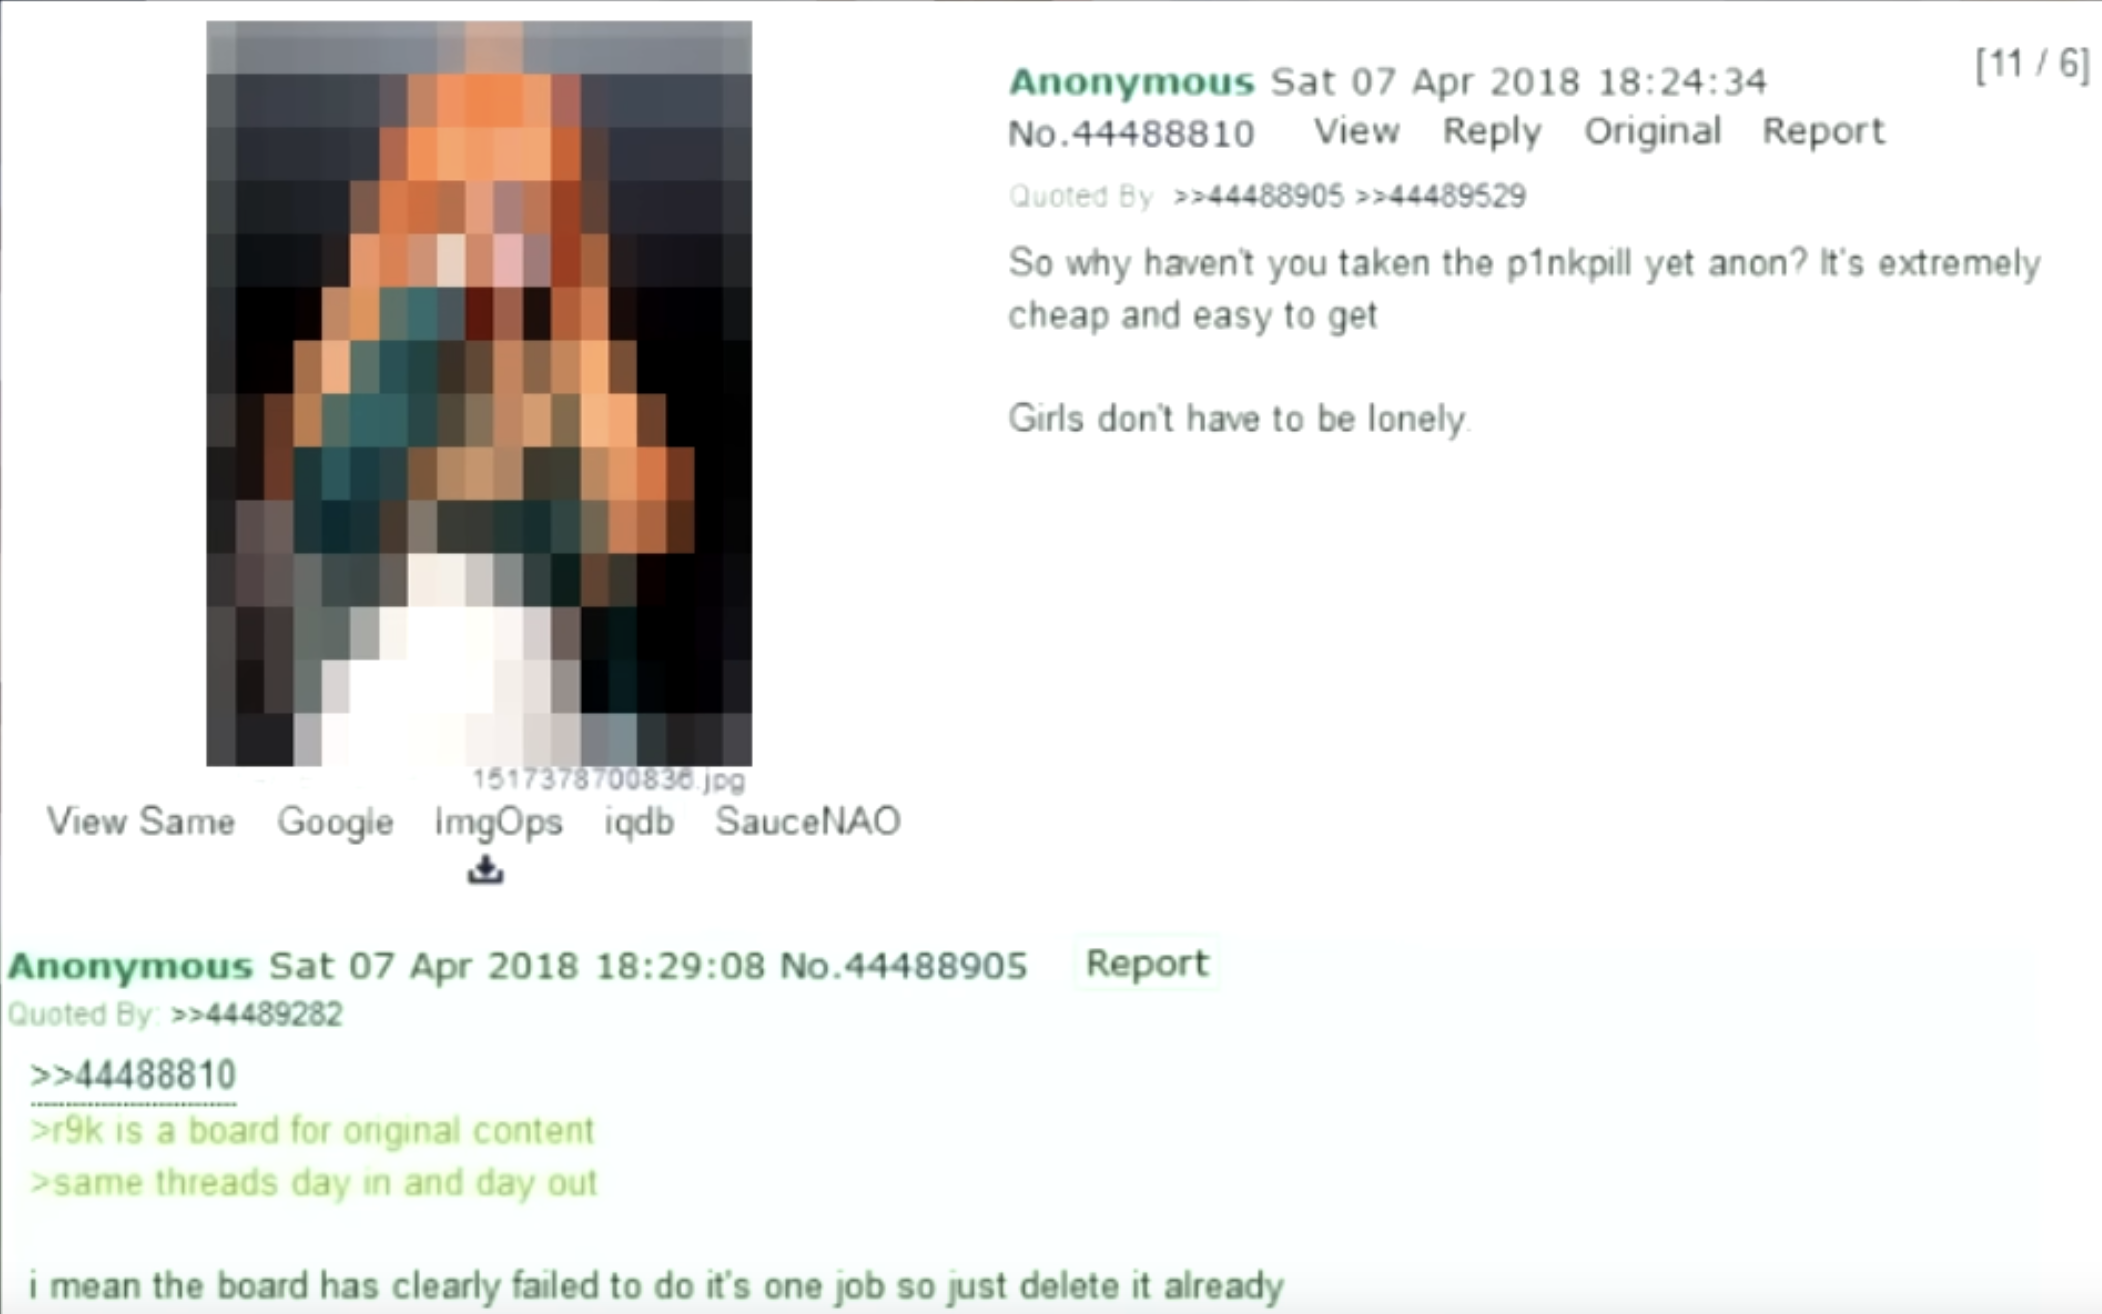 [11 / 6]
Anonymous Sat 07 Apr 2018 18:24:34
No.44488810 View Reply Original Report
Quoted By >>44488905 >>44489529
So why haven't you taken the p1nkpill yet anon? It's extremely
cheap and easy to get
Girls don't have to be lonely.
1517378700836.jpg
View Same Google ImgOps iqdb SauceNAO
Anonymous Sat 07 Apr 2018 18:29:08 No.44488905 Report
Quoted By: >>44489282
>>44488810
>r9k is a board for original content
>same threads day in and day out
i mean the board has clearly failed to do it's one job so just delete it already